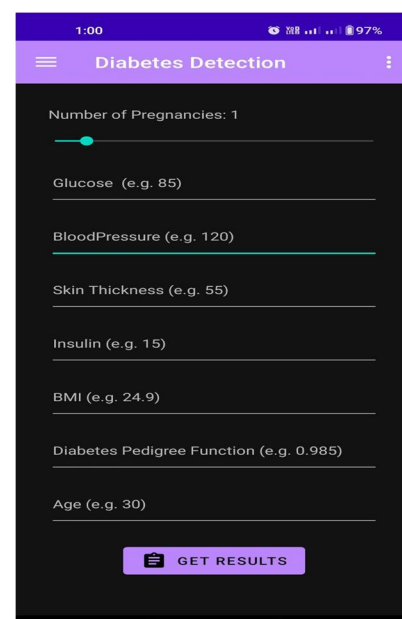 1:00 97%
Diabetes Detection
Number of Pregnancies: 1
Glucose (e.g. 85)
BloodPressure (e.g. 120)
Skin Thickness (e.g. 55)
Insulin (e.g. 15)
BMI (e.g. 24.9)
Diabetes Pedigree Function (e.g. 0.985)
Age (e.g. 30)
GET RESULTS